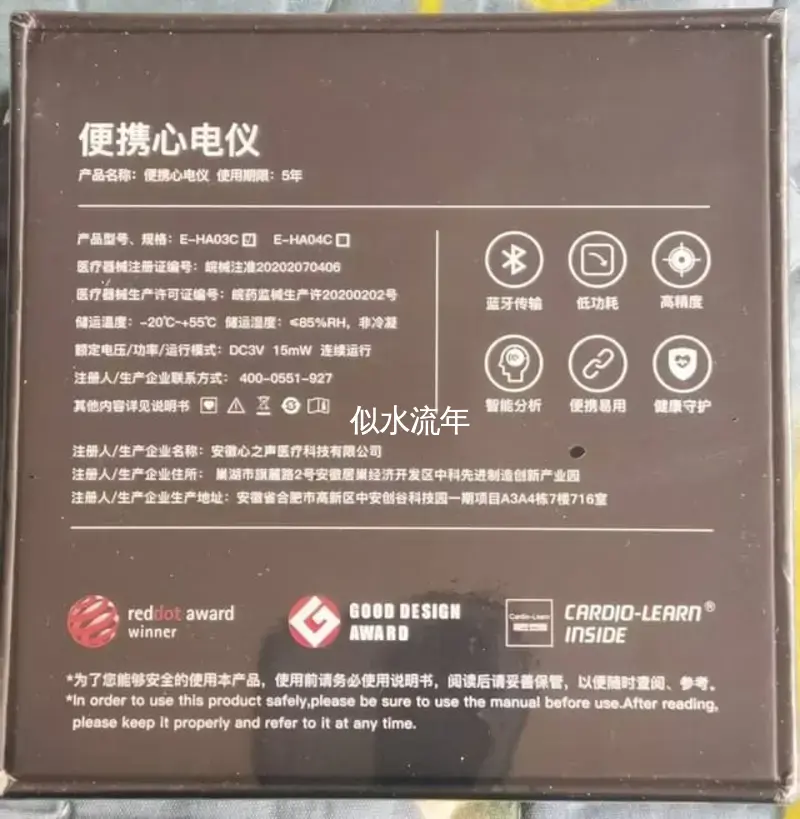 便携心电仪
产品名称：便携心电仪 使用期限：5年
产品型号、规格：E-HA03C☑ E-HA04C☐
医疗器械注册证编号：皖械注准20202070406
医疗器械生产许可证编号：皖药监械生产许20200202号
储运温度：-20℃~+55℃ 储运湿度：≤85%RH，非冷凝
额定电压/功率/运行模式：DC3V 15mW 连续运行
注册人/生产企业联系方式：400-0551-927
其他内容详见说明书
蓝牙传输
低功耗
高精度
智能分析
便携易用
健康守护
似水流年
注册人/生产企业名称：安徽心之声医疗科技有限公司
注册人/生产企业住所：巢湖市旗麓路2号安徽居巢经济开发区中科先进制造创新产业园
注册人/生产企业生产地址：安徽省合肥市高新区中安创谷科技园一期项目A3A4栋7楼716室
reddot award
winner
GOOD DESIGN
AWARD
Cardio-Learn
CARDIO-LEARN®
INSIDE
*为了您能够安全的使用本产品，使用前请务必使用说明书，阅读后请妥善保管，以便随时查阅、参考。
*In order to use this product safely,please be sure to use the manual before use.After reading,
please keep it properly and refer to it at any time.